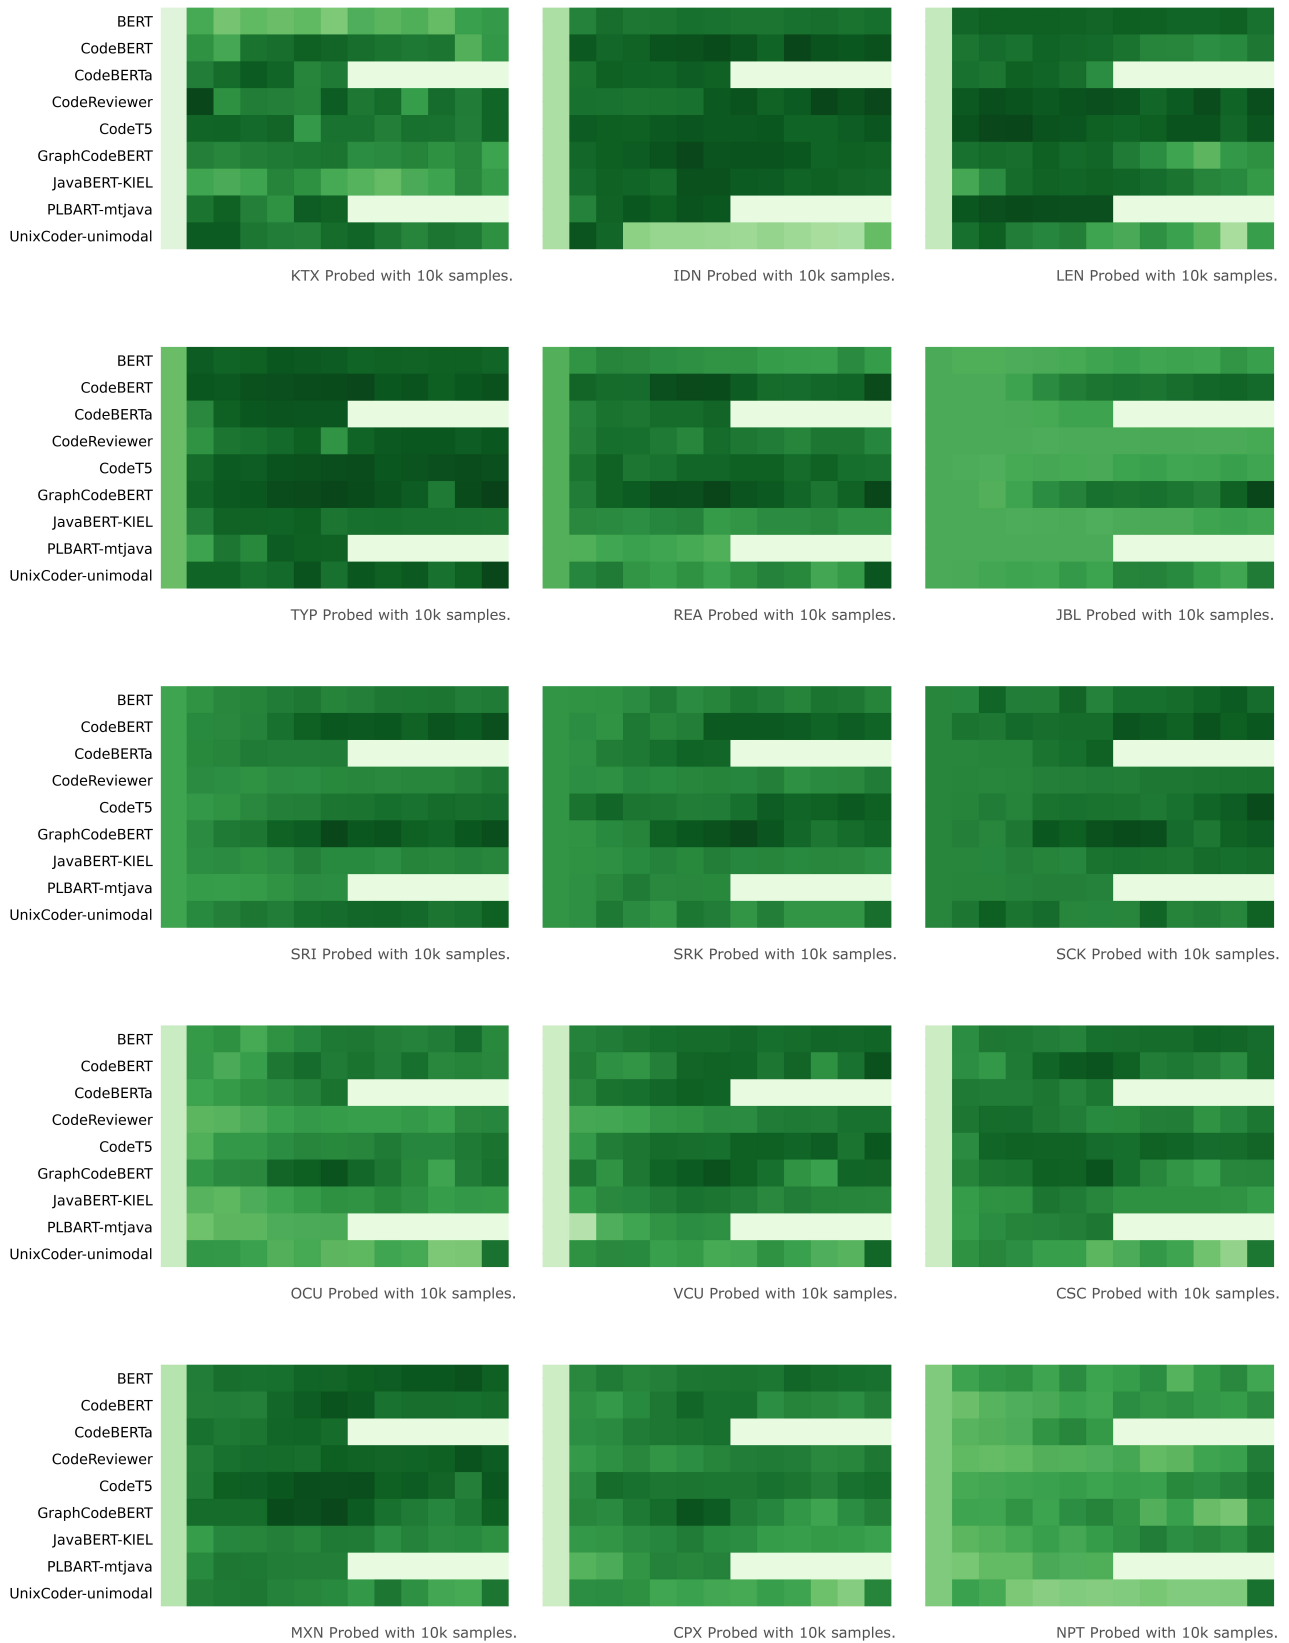 BERT
CodeBERT
CodeBERTa
CodeReviewer
CodeT5
GraphCodeBERT
JavaBERT-KIEL
PLBART-mtjava
UnixCoder-unimodal
KTX Probed with 10k samples.
IDN Probed with 10k samples.
LEN Probed with 10k samples.
BERT
CodeBERT
CodeBERTa
CodeReviewer
CodeT5
GraphCodeBERT
JavaBERT-KIEL
PLBART-mtjava
UnixCoder-unimodal
TYP Probed with 10k samples.
REA Probed with 10k samples.
JBL Probed with 10k samples.
BERT
CodeBERT
CodeBERTa
CodeReviewer
CodeT5
GraphCodeBERT
JavaBERT-KIEL
PLBART-mtjava
UnixCoder-unimodal
SRI Probed with 10k samples.
SRK Probed with 10k samples.
SCK Probed with 10k samples.
BERT
CodeBERT
CodeBERTa
CodeReviewer
CodeT5
GraphCodeBERT
JavaBERT-KIEL
PLBART-mtjava
UnixCoder-unimodal
OCU Probed with 10k samples.
VCU Probed with 10k samples.
CSC Probed with 10k samples.
BERT
CodeBERT
CodeBERTa
CodeReviewer
CodeT5
GraphCodeBERT
JavaBERT-KIEL
PLBART-mtjava
UnixCoder-unimodal
MXN Probed with 10k samples.
CPX Probed with 10k samples.
NPT Probed with 10k samples.